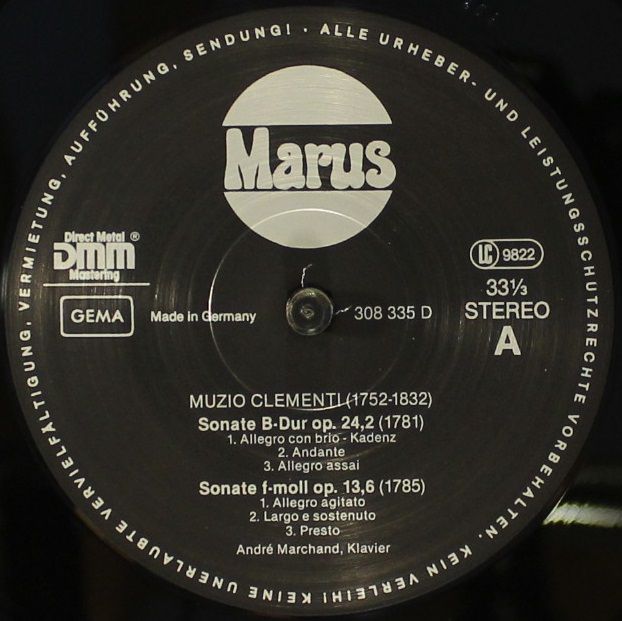 ALLE URHEBER- UND LEISTUNGSSCHUTZRECHTE VORBEHALTEN. KEIN VERLEIH! KEINE UNERLAUBTE VERVIELFÄLTIGUNG, VERMIETUNG, AUFFÜHRUNG, SENDUNG! ·
Marus
Direct Metal ®
DMM
Mastering
GEMA
Made in Germany
LC 9822
33⅓
STEREO
A
308 335 D
MUZIO CLEMENTI (1752-1832)
Sonate B-Dur op. 24,2 (1781)
1. Allegro con brio - Kadenz
2. Andante
3. Allegro assai
Sonate f-moll op. 13,6 (1785)
1. Allegro agitato
2. Largo e sostenuto
3. Presto
André Marchand, Klavier